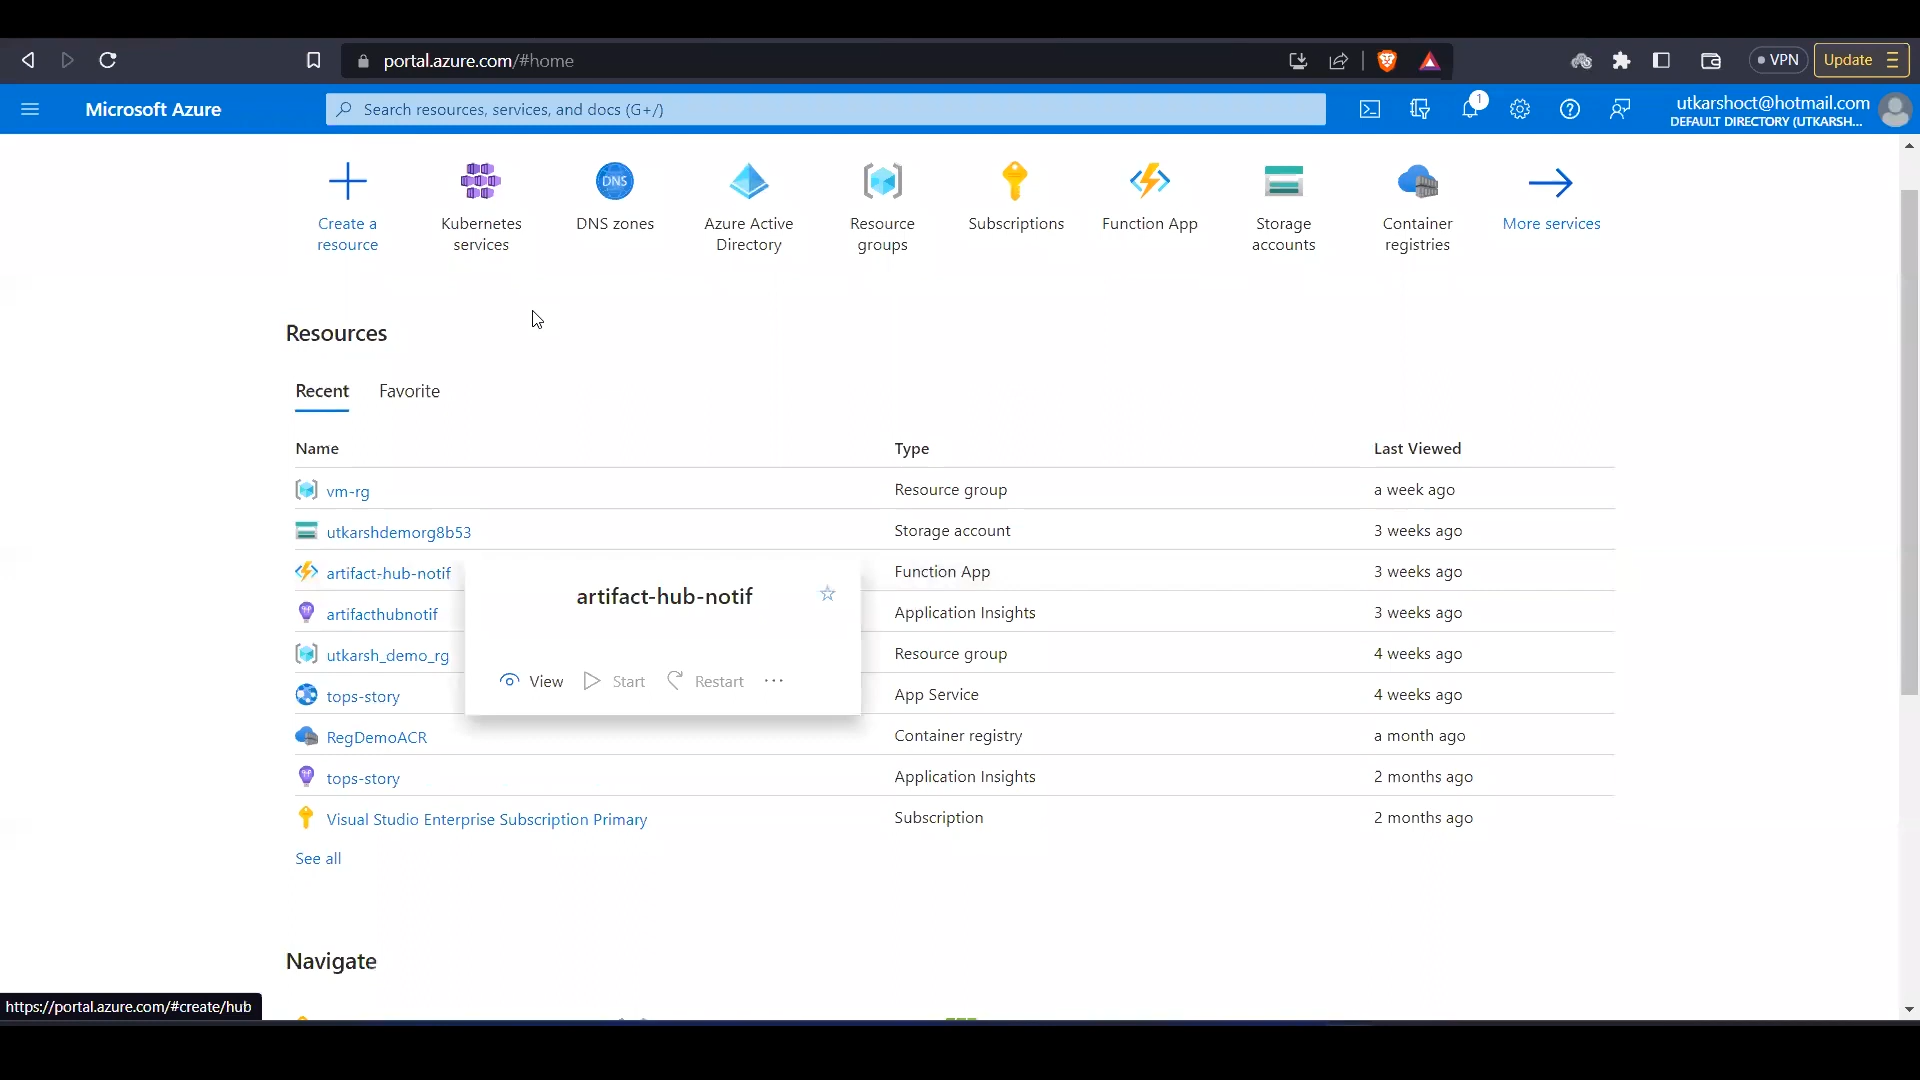 portal.azure.com/#home
VPN
Update
Microsoft Azure
Search resources, services, and docs (G+/)
1
utkarshoct@hotmail.com
DEFAULT DIRECTORY (UTKARSH...
Create a
resource
Kubernetes
services
DNS
DNS zones
Azure Active
Directory
Resource
groups
Subscriptions
Function App
Storage
accounts
Container
registries
More services
Resources
Recent Favorite
Name Type Last Viewed
vm-rg Resource group a week ago
utkarshdemorg8b53 Storage account 3 weeks ago
artifact-hub-notif Function App 3 weeks ago
artifact-hub-notif
artifacthubnotif Application Insights 3 weeks ago
utkarsh_demo_rg Resource group 4 weeks ago
View Start Restart ...
tops-story App Service 4 weeks ago
RegDemoACR Container registry a month ago
tops-story Application Insights 2 months ago
Visual Studio Enterprise Subscription Primary Subscription 2 months ago
See all
Navigate
https://portal.azure.com/#create/hub